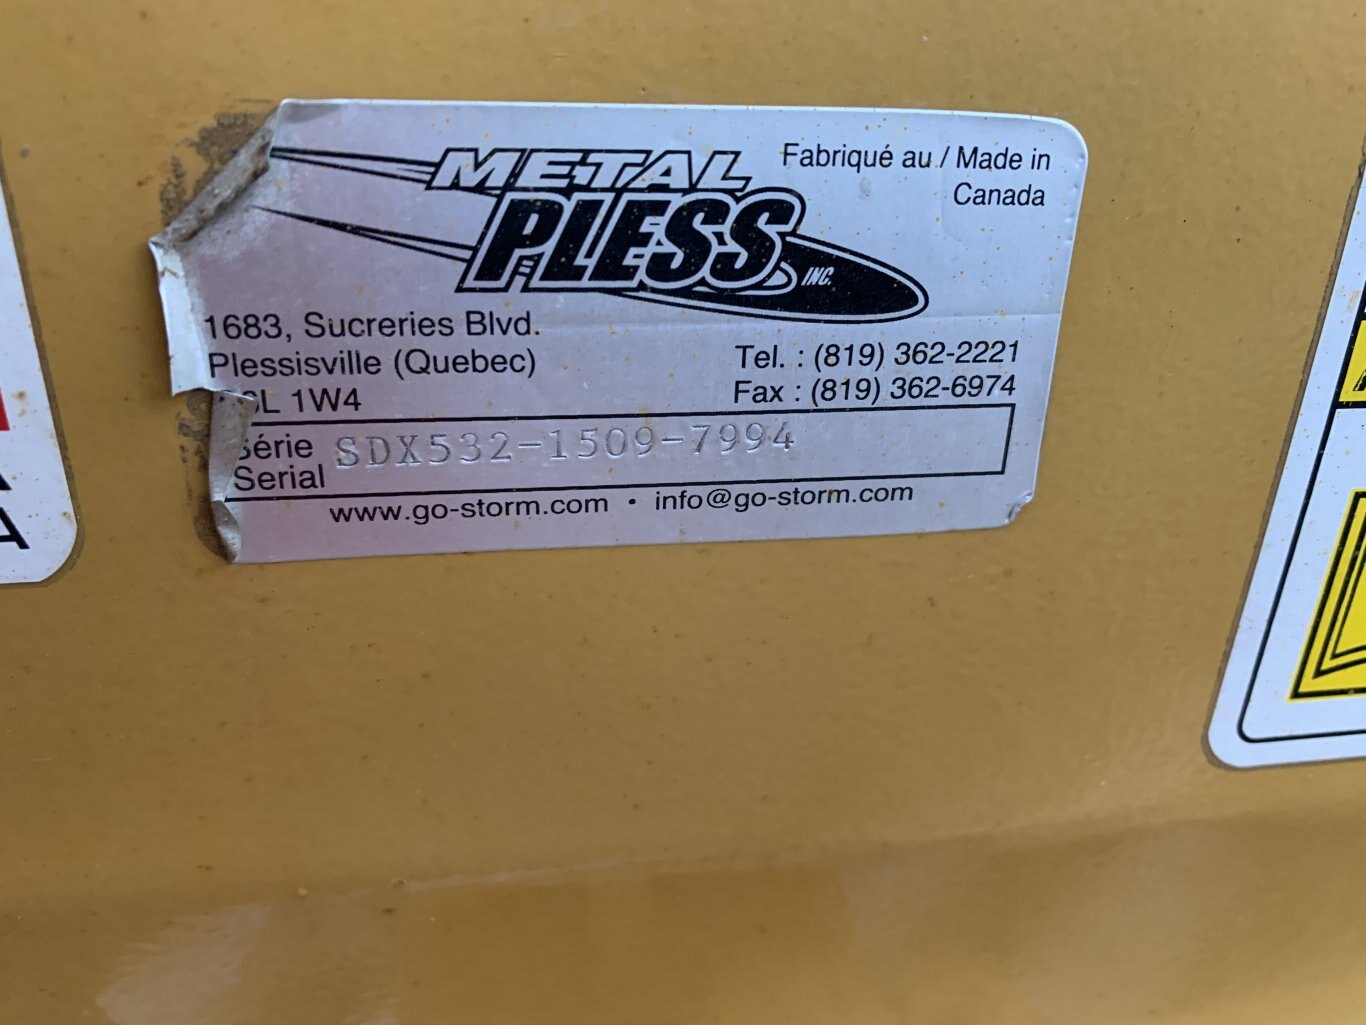 METAL
PLESS
INC.
Fabriqué au / Made in
Canada
1683, Sucreries Blvd.
Plessisville (Quebec)
1W4
Tel. : (819) 362-2221
Fax : (819) 362-6974
Série
Serial
SDX532-1509-7994
www.go-storm.com • info@go-storm.com